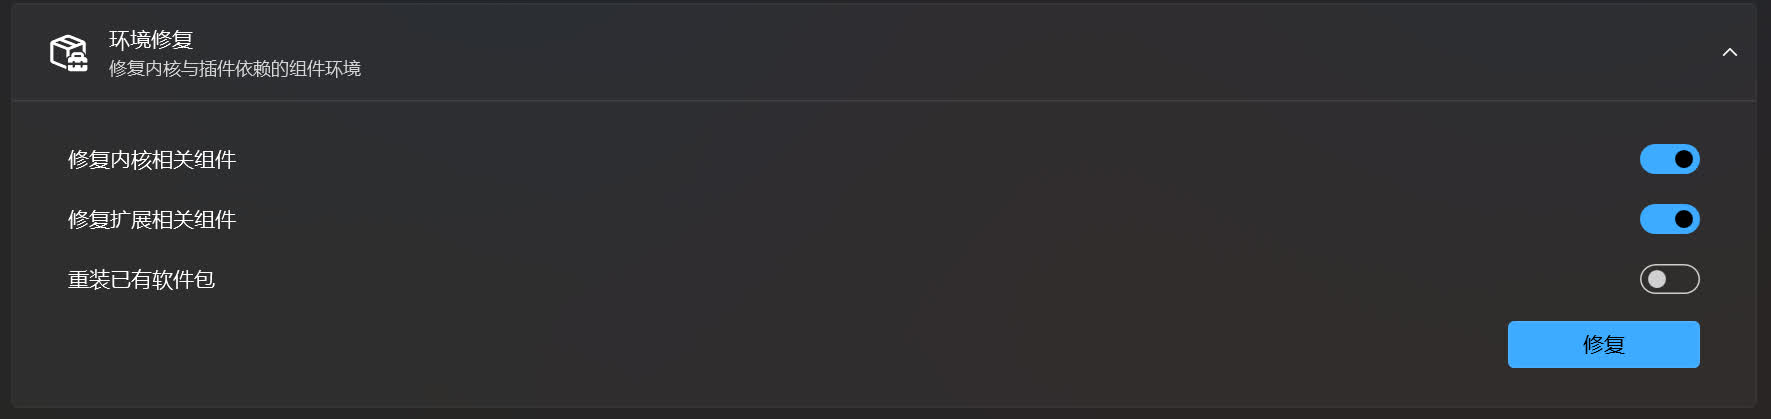 环境修复
修复内核与插件依赖的组件环境
修复内核相关组件
修复扩展相关组件
重装已有软件包
修复